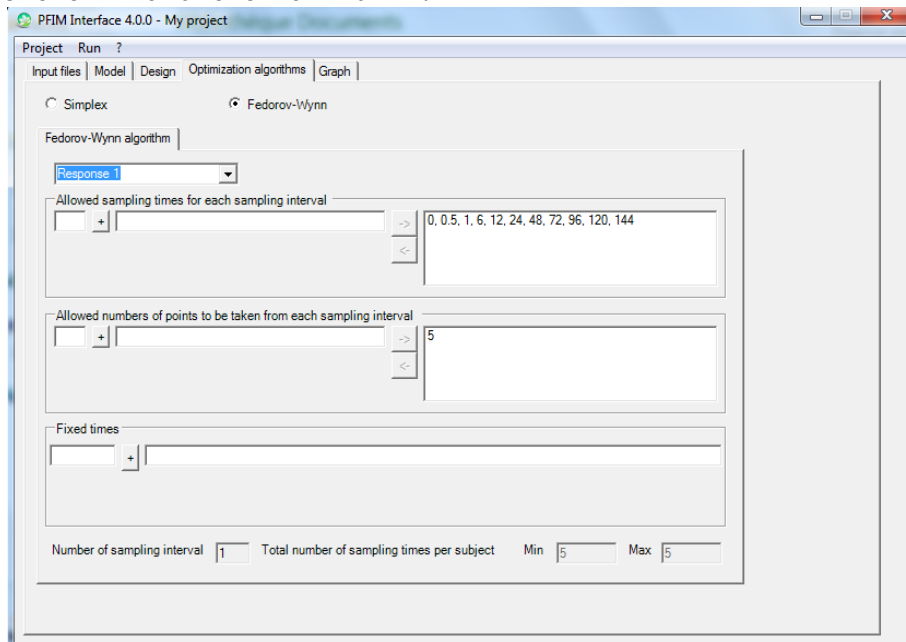 PFIM Interface 4.0.0 - My project
Project Run ?
Input files Model Design Optimization algorithms Graph
Simplex Fedorov-Wynn
Fedorov-Wynn algorithm
Response 1
Allowed sampling times for each sampling interval
+ -> 0, 0.5, 1, 6, 12, 24, 48, 72, 96, 120, 144
<-
Allowed numbers of points to be taken from each sampling interval
+ -> 5
<-
Fixed times
+
Number of sampling interval 1 Total number of sampling times per subject Min 5 Max 5